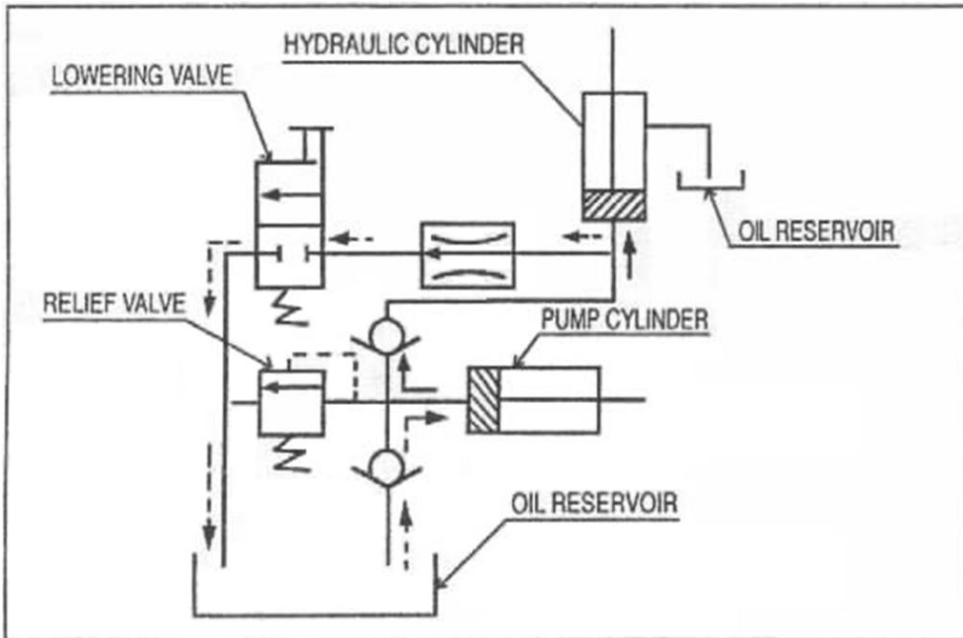 HYDRAULIC CYLINDER
LOWERING VALVE
OIL RESERVOIR
RELIEF VALVE
PUMP CYLINDER
OIL RESERVOIR